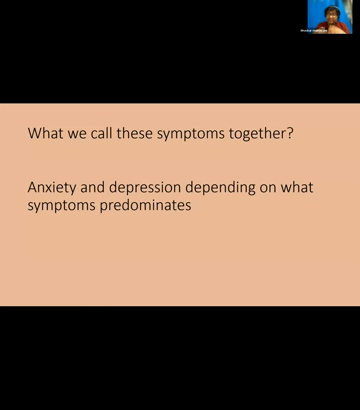 What we call these symptoms together?
Anxiety and depression depending on what
symptoms predominates